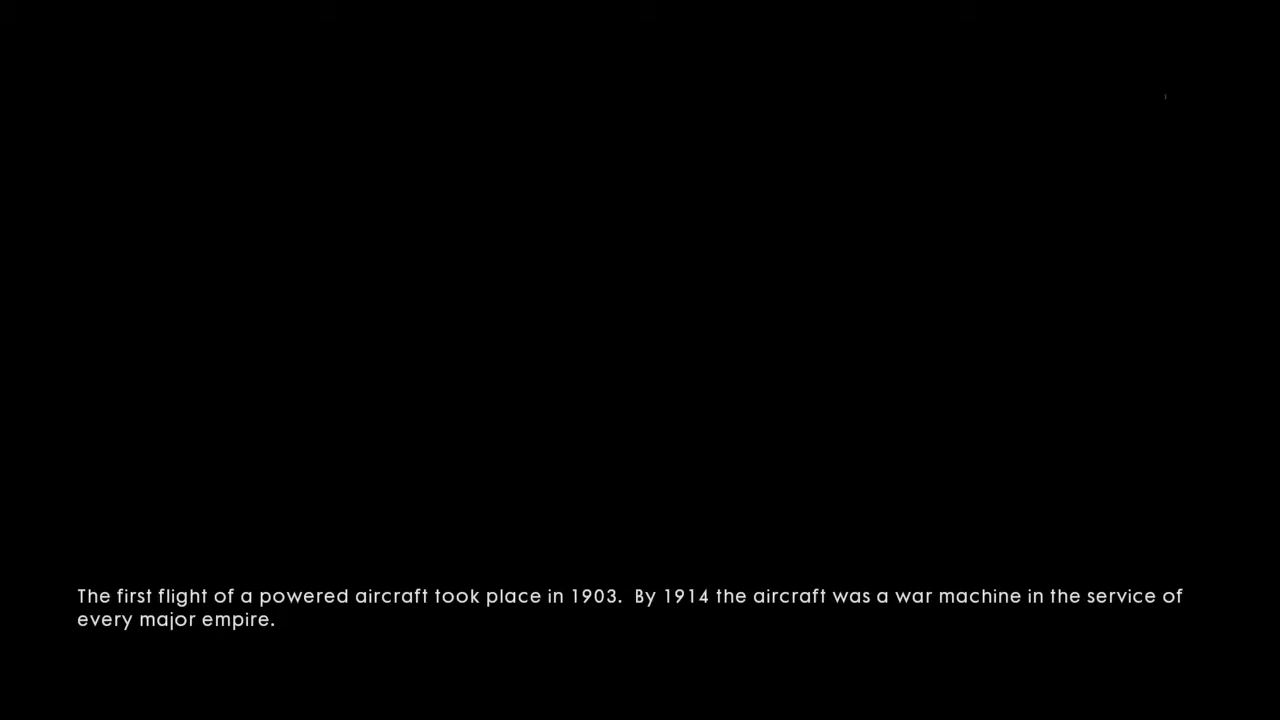 The first flight of a powered aircraft took place in 1903.  By 1914 the aircraft was a war machine in the service of
every major empire.